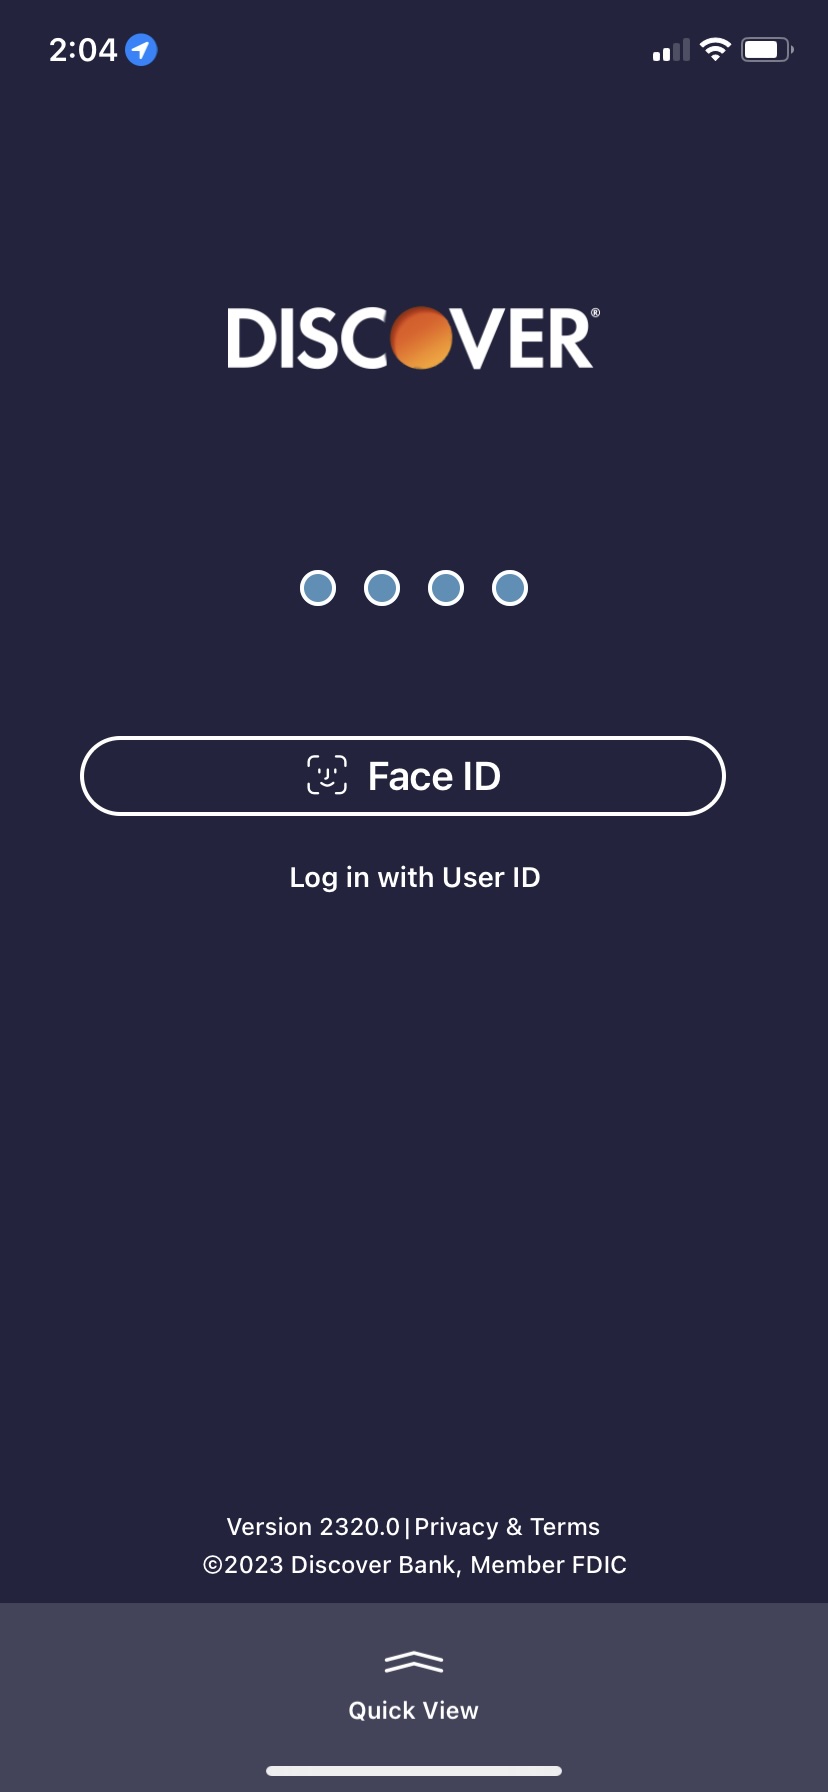 2:04
DISCOVER®
Face ID
Log in with User ID
Version 2320.0|Privacy & Terms
©2023 Discover Bank, Member FDIC
Quick View